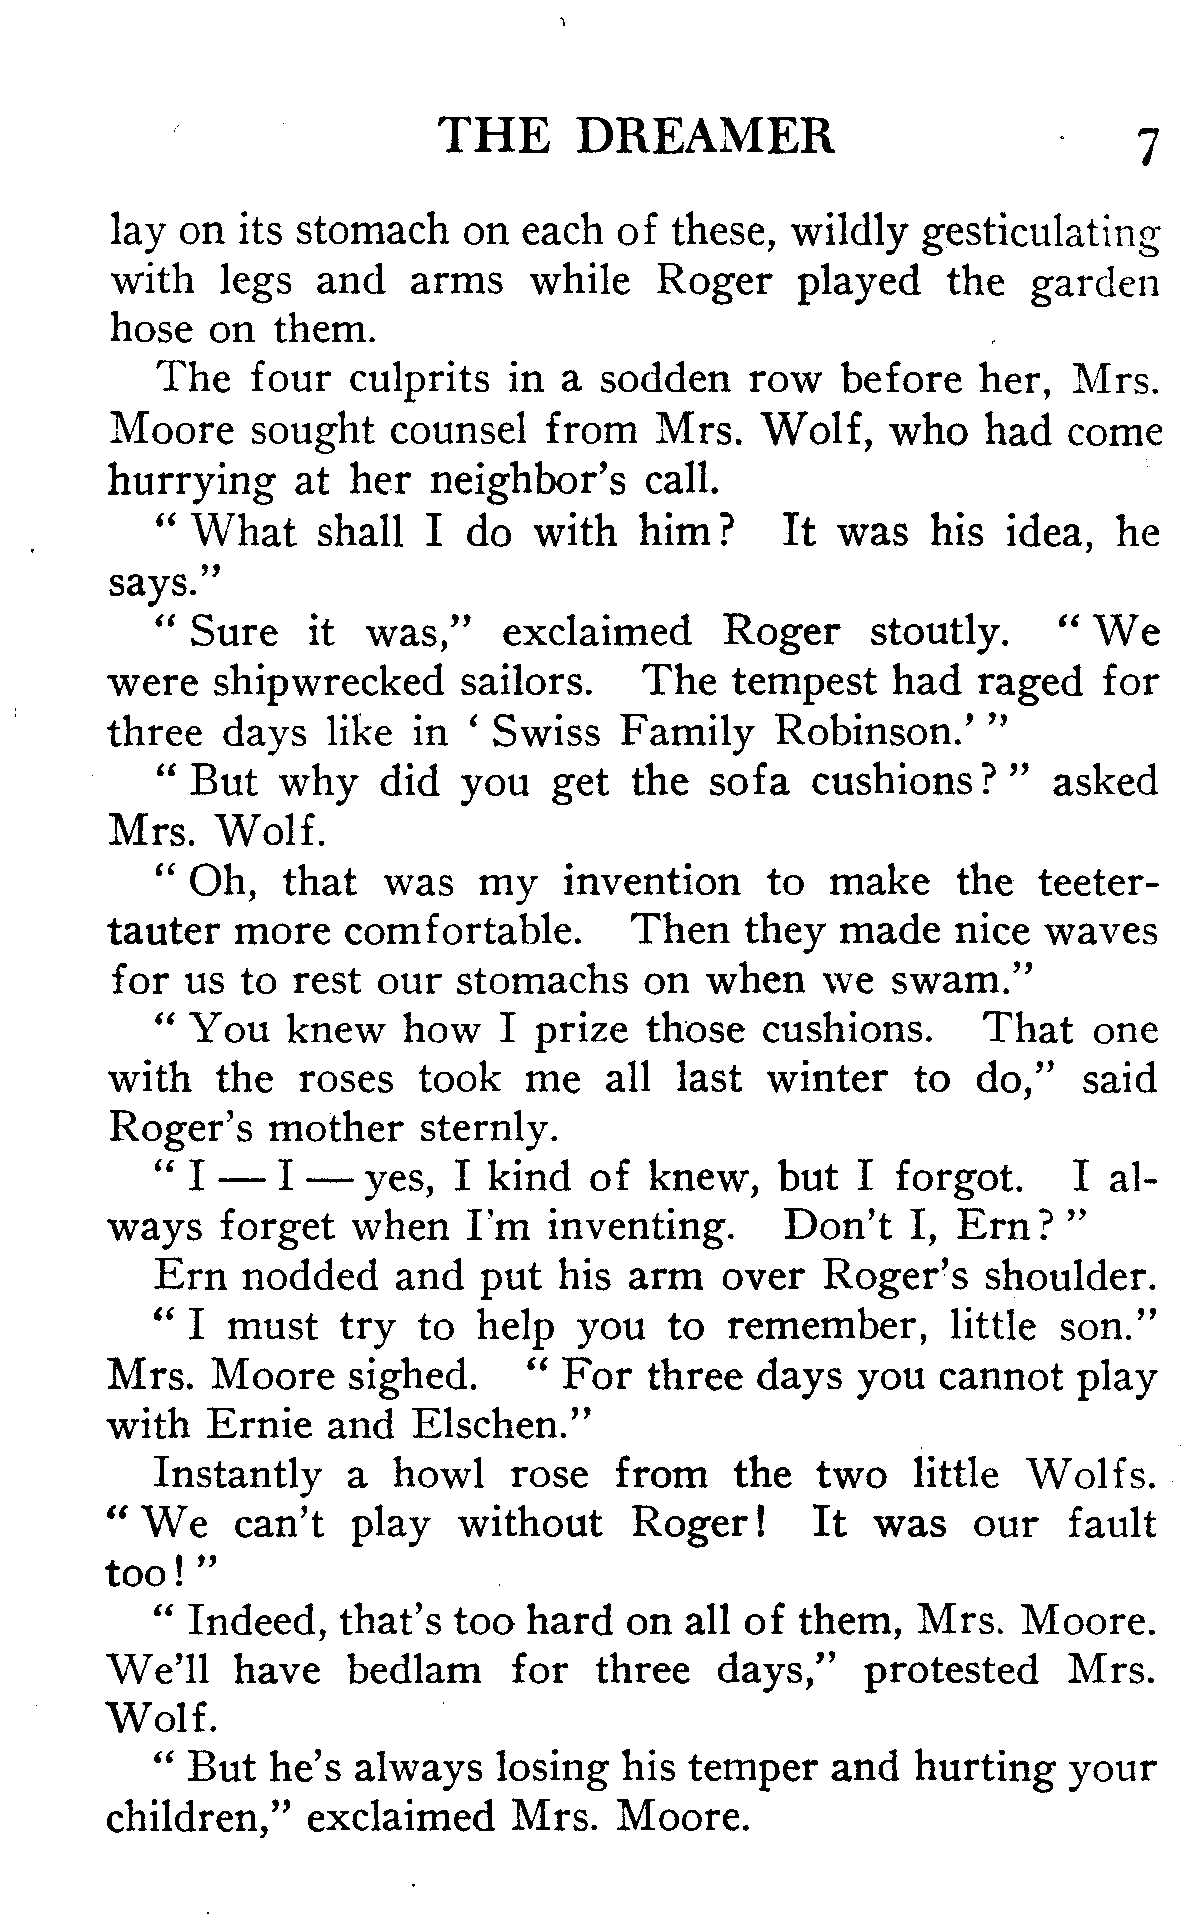 THE DREAMER 7
lay on its stomach on each of these, wildly gesticulating
with legs and arms while Roger played the garden
hose on them.
The four culprits in a sodden row before her, Mrs.
Moore sought counsel from Mrs. Wolf, who had come
hurrying at her neighbor's call.
" What shall I do with him? It was his idea, he
says."
" Sure it was," exclaimed Roger stoutly. " We
were shipwrecked sailors. The tempest had raged for
three days like in ' Swiss Family Robinson.' "
" But why did you get the sofa cushions? " asked
Mrs. Wolf.
" Oh, that was my invention to make the teeter-
tauter more comfortable. Then they made nice waves
for us to rest our stomachs on when we swam."
" You knew how I prize those cushions. That one
with the roses took me all last winter to do," said
Roger's mother sternly.
" I — I — yes, I kind of knew, but I forgot. I al-
ways forget when I'm inventing. Don't I, Ern? "
Ern nodded and put his arm over Roger's shoulder.
" I must try to help you to remember, little son."
Mrs. Moore sighed. " For three days you cannot play
with Ernie and Elschen."
Instantly a howl rose from the two little Wolfs.
" We can't play without Roger! It was our fault
too! "
" Indeed, that's too hard on all of them, Mrs. Moore.
We'll have bedlam for three days," protested Mrs.
Wolf.
" But he's always losing his temper and hurting your
children," exclaimed Mrs. Moore.